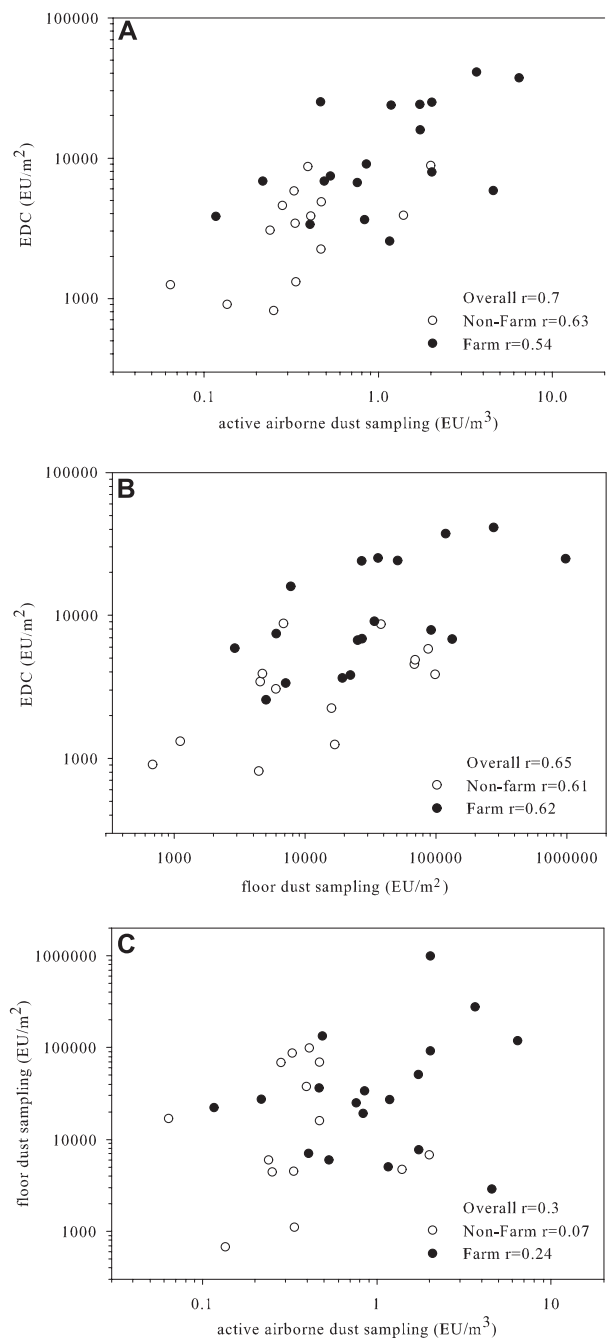 A
100000
10000
1000
EDC (EU/m²)
Overall r=0.7
Non-Farm r=0.63
Farm r=0.54
0.1
1.0
10.0
active airborne dust sampling (EU/m³)
B
100000
10000
1000
EDC (EU/m²)
Overall r=0.65
Non-farm r=0.61
Farm r=0.62
1000
10000
100000
1000000
floor dust sampling (EU/m²)
C
1000000
100000
10000
1000
floor dust sampling (EU/m²)
Overall r=0.3
Non-Farm r=0.07
Farm r=0.24
0.1
1
10
active airborne dust sampling (EU/m³)